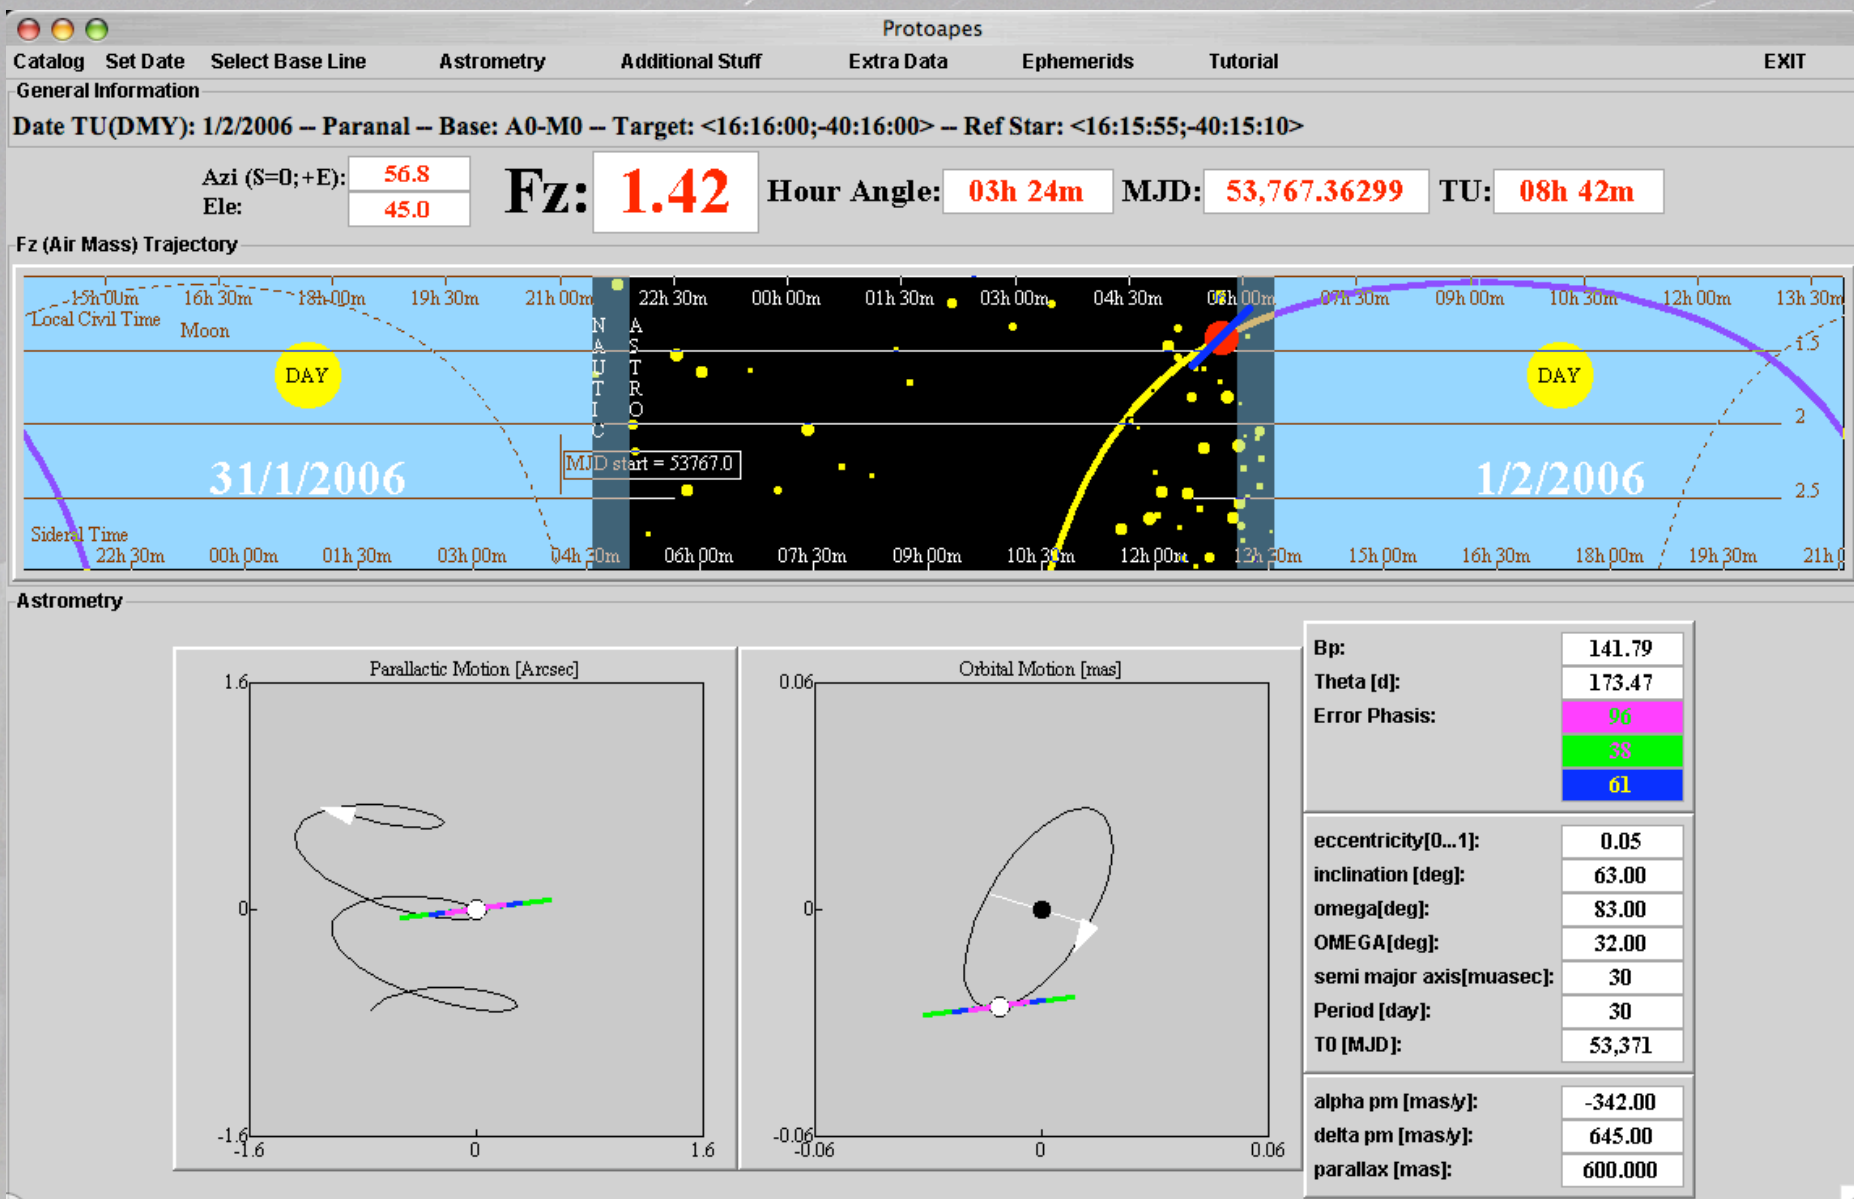 Protoapes
Catalog Set Date Select Base Line Astrometry Additional Stuff Extra Data Ephemerids Tutorial EXIT
General Information
Date TU(DMY): 1/2/2006 -- Paranal -- Base: A0-M0 -- Target: <16:16:00;-40:16:00> -- Ref Star: <16:15:55;-40:15:10>
Azi (S=0;+E): 56.8
Ele: 45.0
Fz: 1.42 Hour Angle: 03h 24m MJD: 53,767.36299 TU: 08h 42m
Fz (Air Mass) Trajectory
15h 00m 16h 30m 18h 00m 19h 30m 21h 00m 22h 30m 00h 00m 01h 30m 03h 00m 04h 30m 06h 00m 07h 30m 09h 00m 10h 30m 12h 00m 13h 30m
Local Civil Time
Moon
NAUTIC
ASTRO
1.5
DAY
DAY
2
MJD start = 53767.0
31/1/2006
1/2/2006
2.5
Sideral Time
22h 30m 00h 00m 01h 30m 03h 00m 04h 30m 06h 00m 07h 30m 09h 00m 10h 30m 12h 00m 13h 30m 15h 00m 16h 30m 18h 00m 19h 30m 21h 0
Astrometry
Parallactic Motion [Arcsec]
1.6
0
-1.6
-1.6 0 1.6
Orbital Motion [mas]
0.06
0
-0.06
-0.06 0 0.06
Bp: 141.79
Theta [d]: 173.47
Error Phasis: 96
38
61
eccentricity[0...1]: 0.05
inclination [deg]: 63.00
omega[deg]: 83.00
OMEGA[deg]: 32.00
semi major axis[muasec]: 30
Period [day]: 30
T0 [MJD]: 53,371
alpha pm [mas/y]: -342.00
delta pm [mas/y]: 645.00
parallax [mas]: 600.000